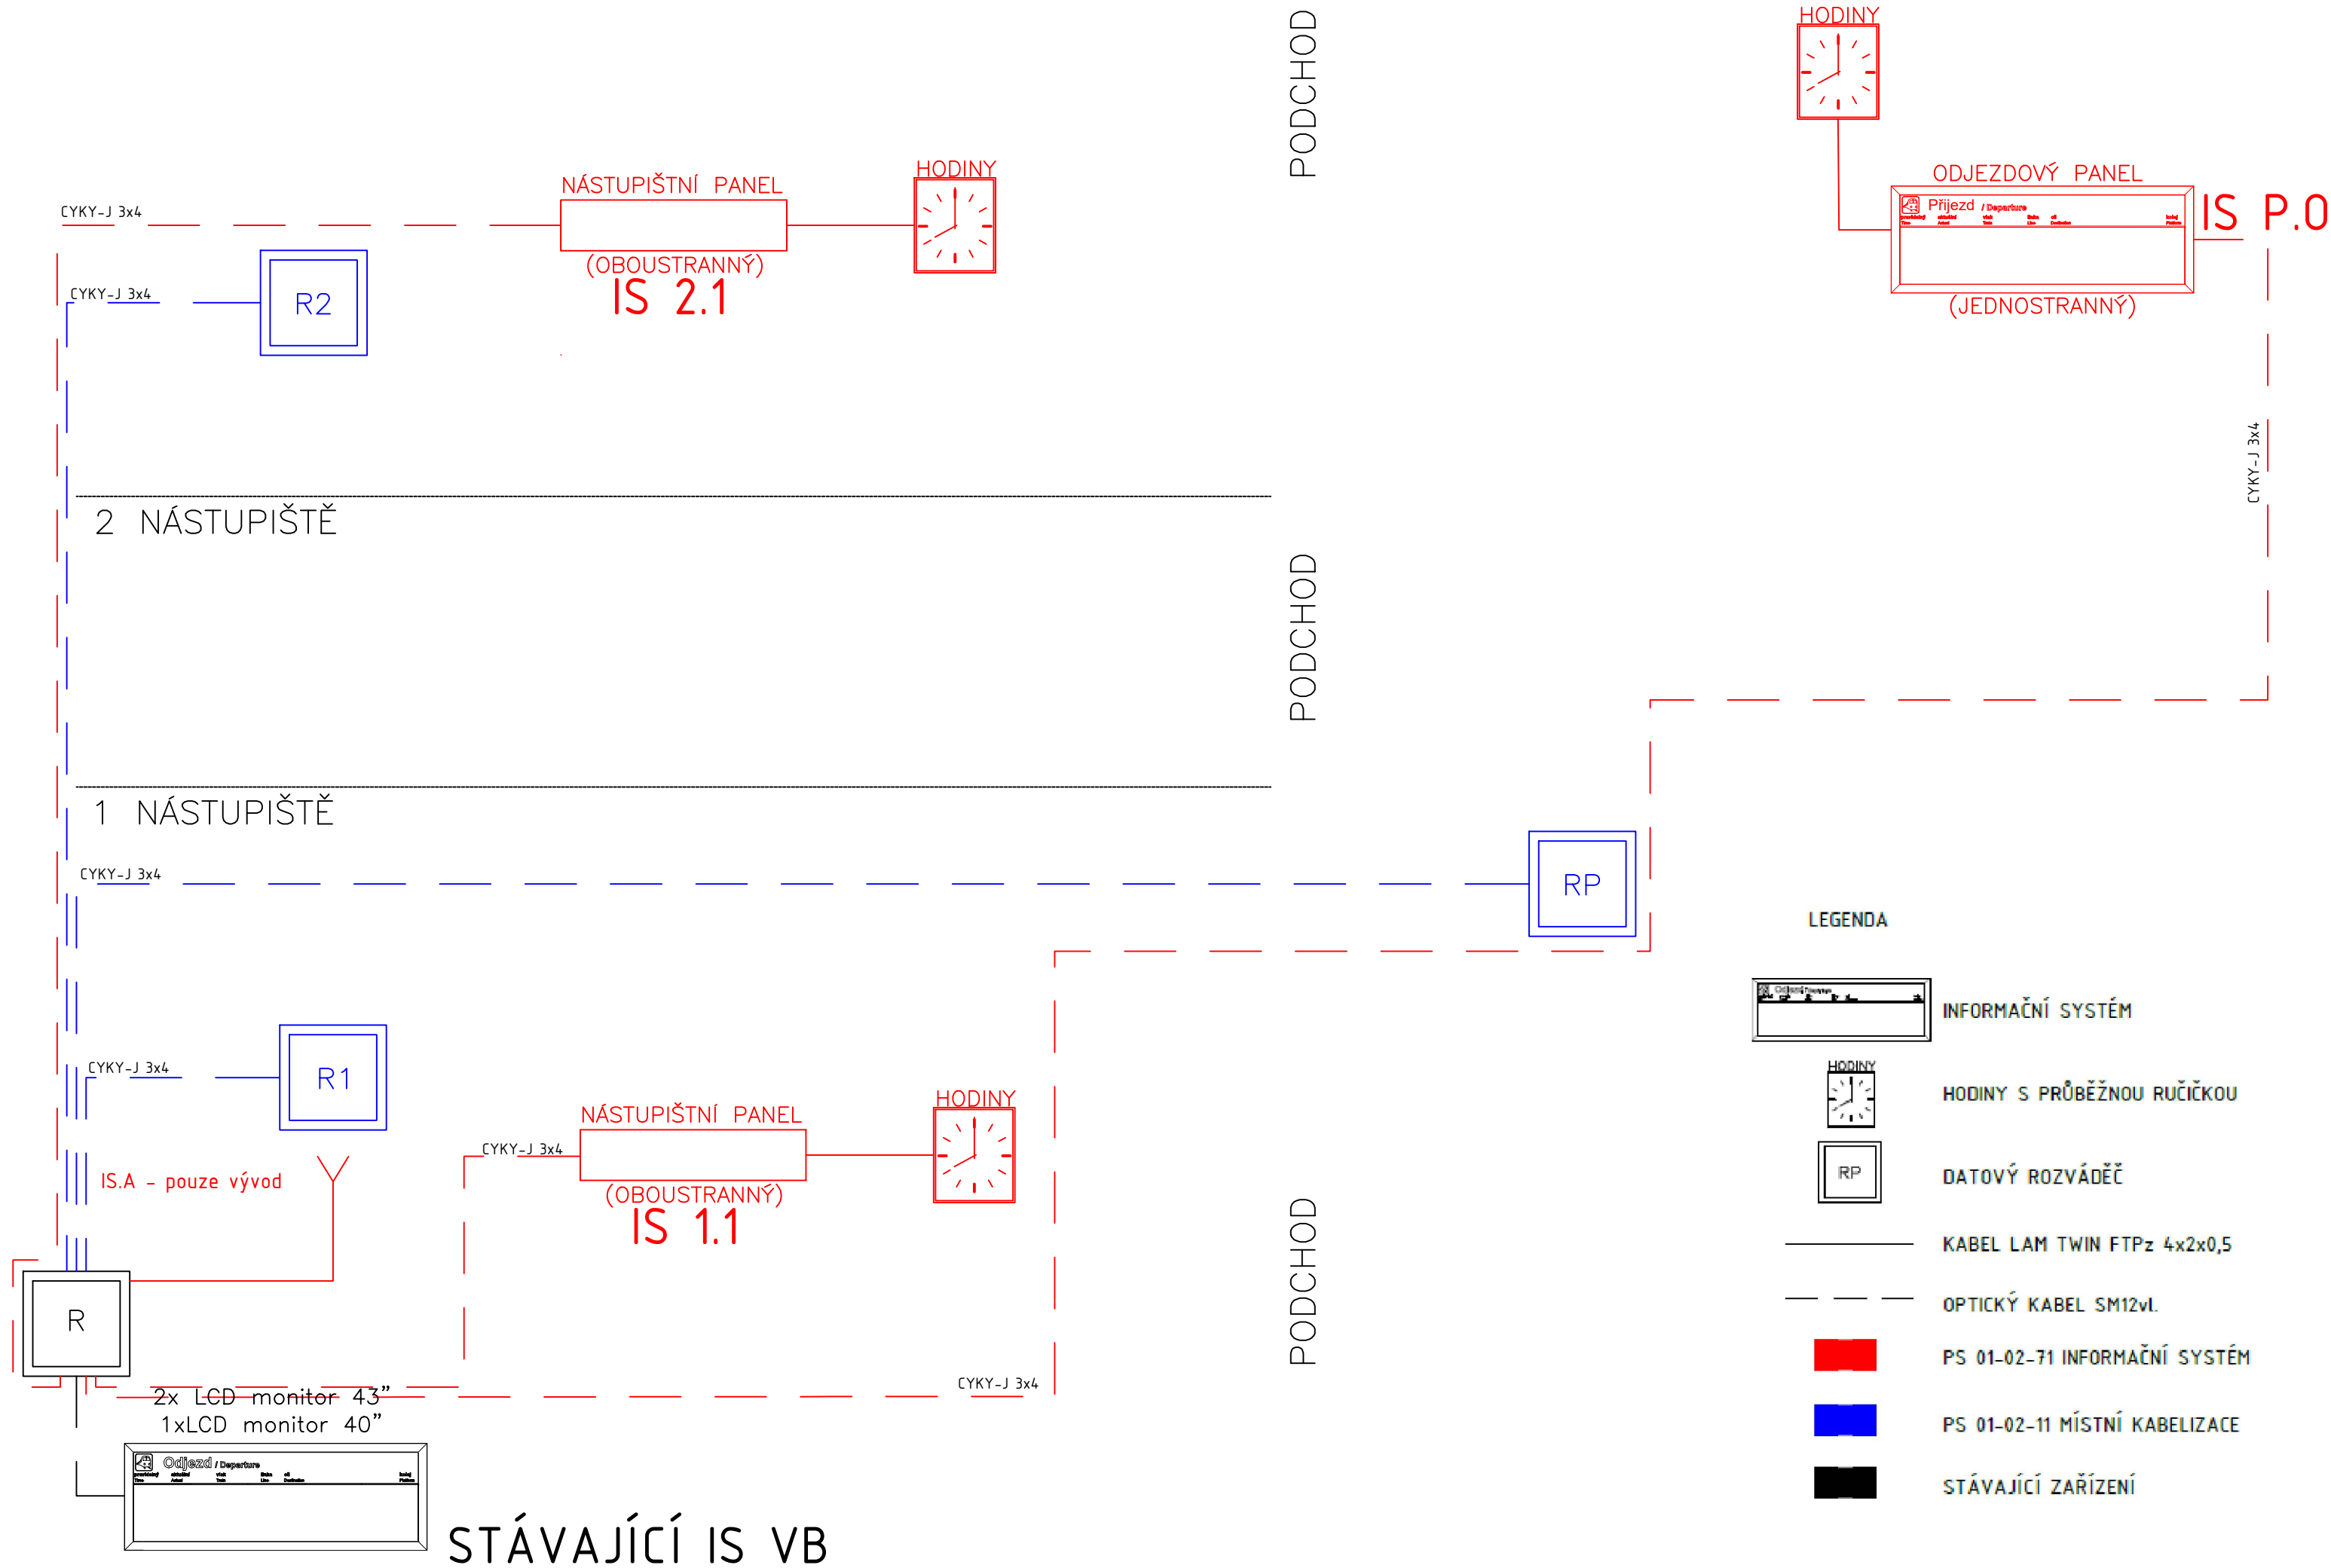 HODINY
PODCHOD
HODINY
NÁSTUPIŠTNÍ PANEL
ODJEZDOVÝ PANEL
CYKY-J 3x4
Příjezd / Departure
IS P.0
(OBOUSTRANNÝ)
IS 2.1
CYKY-J 3x4
R2
(JEDNOSTRANNÝ)
CYKY-J 3x4
2 NÁSTUPIŠTĚ
PODCHOD
1 NÁSTUPIŠTĚ
CYKY-J 3x4
RP
CYKY-J 3x4
R1
HODINY
NÁSTUPIŠTNÍ PANEL
CYKY-J 3x4
IS.A - pouze vývod
(OBOUSTRANNÝ)
IS 1.1
PODCHOD
R
CYKY-J 3x4
2x LCD monitor 43”
1xLCD monitor 40”
Odjezd / Departure
STÁVAJÍCÍ IS VB
LEGENDA
INFORMAČNÍ SYSTÉM
HODINY
HODINY S PRŮBĚŽNOU RUČIČKOU
RP
DATOVÝ ROZVÁDĚČ
KABEL LAM TWIN FTPz 4x2x0,5
OPTICKÝ KABEL SM12vl.
PS 01-02-71 INFORMAČNÍ SYSTÉM
PS 01-02-11 MÍSTNÍ KABELIZACE
STÁVAJÍCÍ ZAŘÍZENÍ